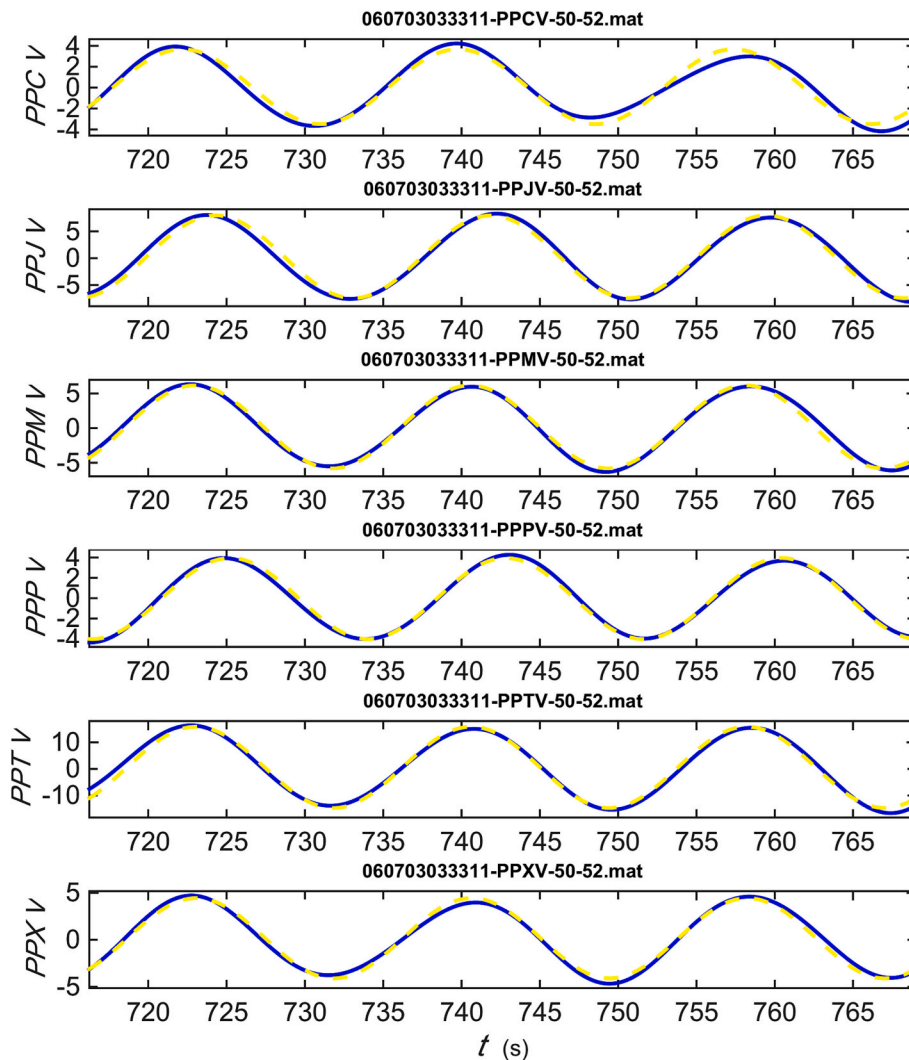 060703033311-PPCV-50-52.mat
PPC V
4
2
0
-2
-4
720 725 730 735 740 745 750 755 760 765
060703033311-PPJV-50-52.mat
PPJ V
5
0
-5
720 725 730 735 740 745 750 755 760 765
060703033311-PPMV-50-52.mat
PPM V
5
0
-5
720 725 730 735 740 745 750 755 760 765
060703033311-PPPV-50-52.mat
PPP V
4
2
0
-2
-4
720 725 730 735 740 745 750 755 760 765
060703033311-PPTV-50-52.mat
PPT V
10
0
-10
720 725 730 735 740 745 750 755 760 765
060703033311-PPXV-50-52.mat
PPX V
5
0
-5
720 725 730 735 740 745 750 755 760 765
t (s)